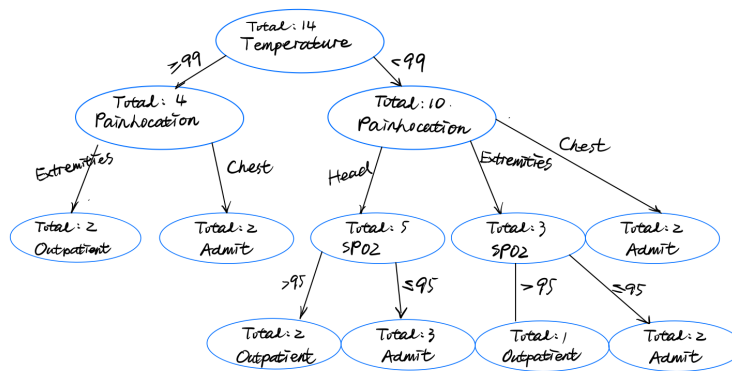 Total: 14
Temperature
≥99
<99
Total: 4
PainLocation
Total: 10
PainLocation
Extremities
Chest
Head
Extremities
Chest
Total: 2
Outpatient
Total: 2
Admit
Total: 5
SPO2
Total: 3
SPO2
Total: 2
Admit
>95
≤95
>95
≤95
Total: 2
Outpatient
Total: 3
Admit
Total: 1
Outpatient
Total: 2
Admit